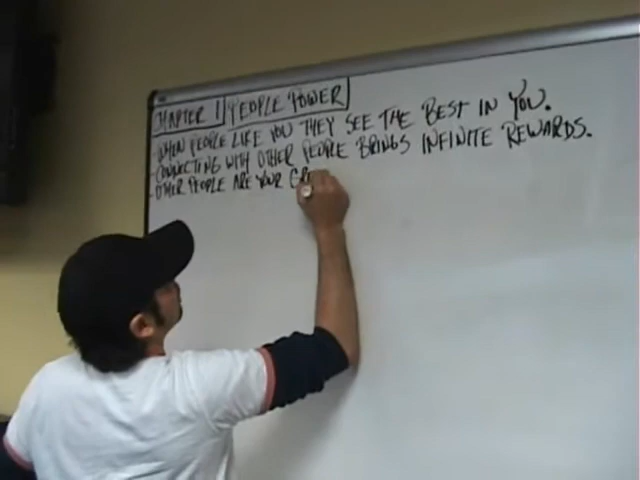 CHAPTER 1 PEOPLE POWER
- WHEN PEOPLE LIKE YOU THEY SEE THE BEST IN YOU.
- CONNECTING WITH OTHER PEOPLE BRINGS INFINITE REWARDS.
- OTHER PEOPLE ARE YOUR GR